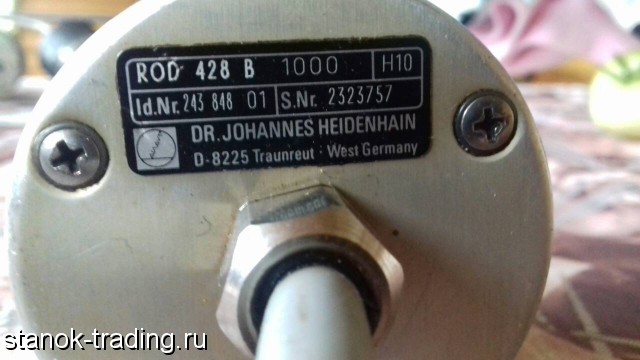 ROD 428 B 1000 H10
Id.Nr. 243 848 01 S.Nr. 2323757
DR. JOHANNES HEIDENHAIN
D-8225 Traunreut · West Germany
stanok-trading.ru